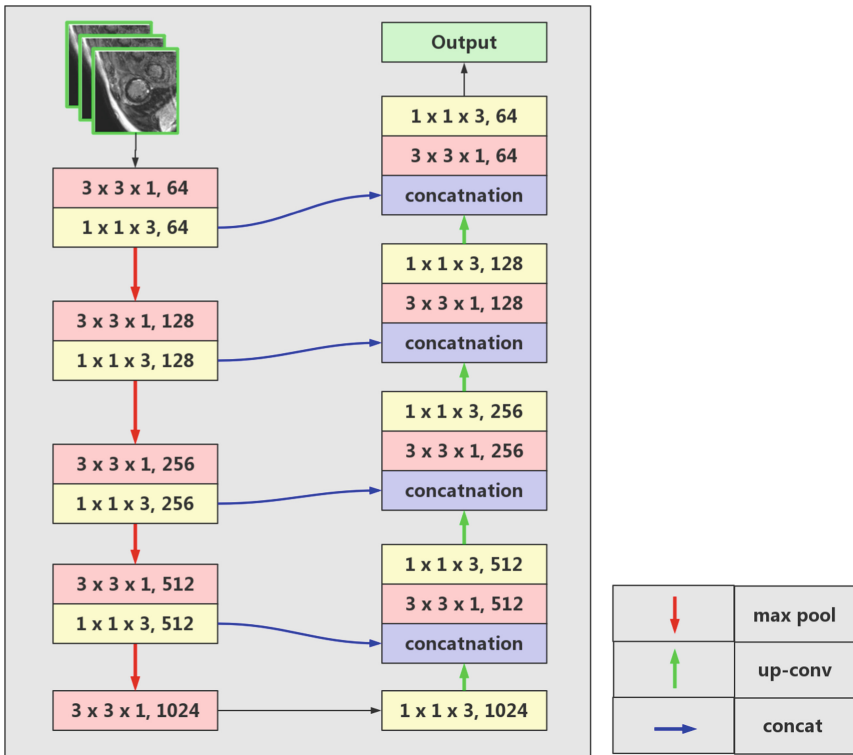 3 x 3 x 1, 64
1 x 1 x 3, 64
3 x 3 x 1, 128
1 x 1 x 3, 128
3 x 3 x 1, 256
1 x 1 x 3, 256
3 x 3 x 1, 512
1 x 1 x 3, 512
3 x 3 x 1, 1024
Output
1 x 1 x 3, 64
3 x 3 x 1, 64
concatnation
1 x 1 x 3, 128
3 x 3 x 1, 128
concatnation
1 x 1 x 3, 256
3 x 3 x 1, 256
concatnation
1 x 1 x 3, 512
3 x 3 x 1, 512
concatnation
1 x 1 x 3, 1024
max pool
up-conv
concat